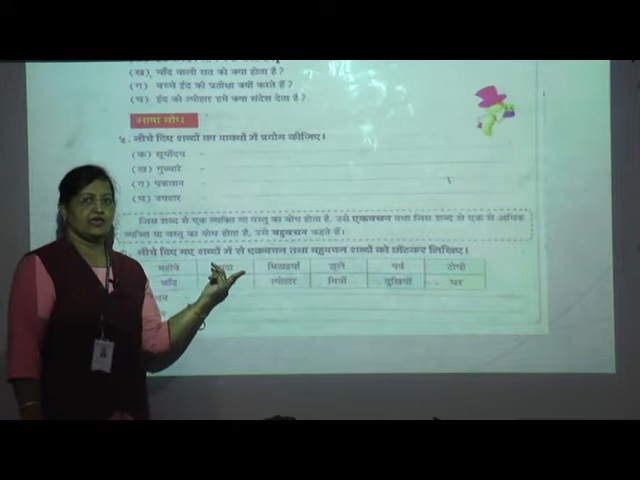 (ख) चाँद वाली रात को क्या होता है?
(ग) बच्चे ईद की प्रतीक्षा क्यों करते हैं?
(घ) ईद का त्योहार हमें क्या संदेश देता है?
भाषा बोध
५. नीचे दिए शब्दों का वाक्यों में प्रयोग कीजिए।
(क) सूर्योदय -
(ख) गुब्बारे -
(ग) पकवान -
(घ) उपहार -
जिस शब्द से एक व्यक्ति या वस्तु का बोध होता है, उसे एकवचन तथा जिस शब्द से एक से अधिक
व्यक्ति या वस्तु का बोध होता है, उसे बहुवचन कहते हैं।
नीचे दिए गए शब्दों में से एकवचन तथा बहुवचन शब्दों को छाँटकर लिखिए।
महीने मिठाइयाँ झूले पर्व टोपी
चाँद त्योहार मित्रों दुखियों घर